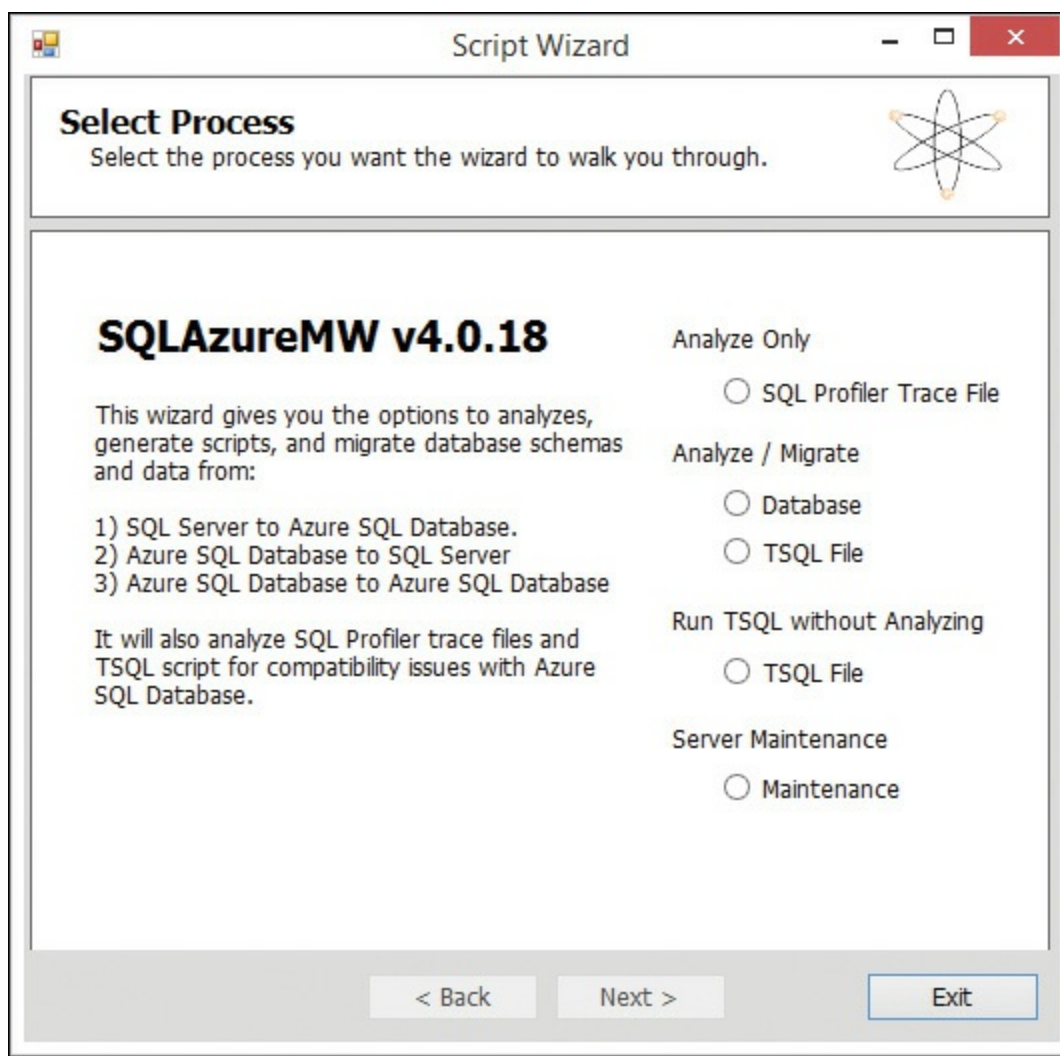 Script Wizard
Select Process
Select the process you want the wizard to walk you through.
SQLAzureMW v4.0.18
This wizard gives you the options to analyzes,
generate scripts, and migrate database schemas
and data from:
1) SQL Server to Azure SQL Database.
2) Azure SQL Database to SQL Server
3) Azure SQL Database to Azure SQL Database
It will also analyze SQL Profiler trace files and
TSQL script for compatibility issues with Azure
SQL Database.
Analyze Only
SQL Profiler Trace File
Analyze / Migrate
Database
TSQL File
Run TSQL without Analyzing
TSQL File
Server Maintenance
Maintenance
< Back
Next >
Exit